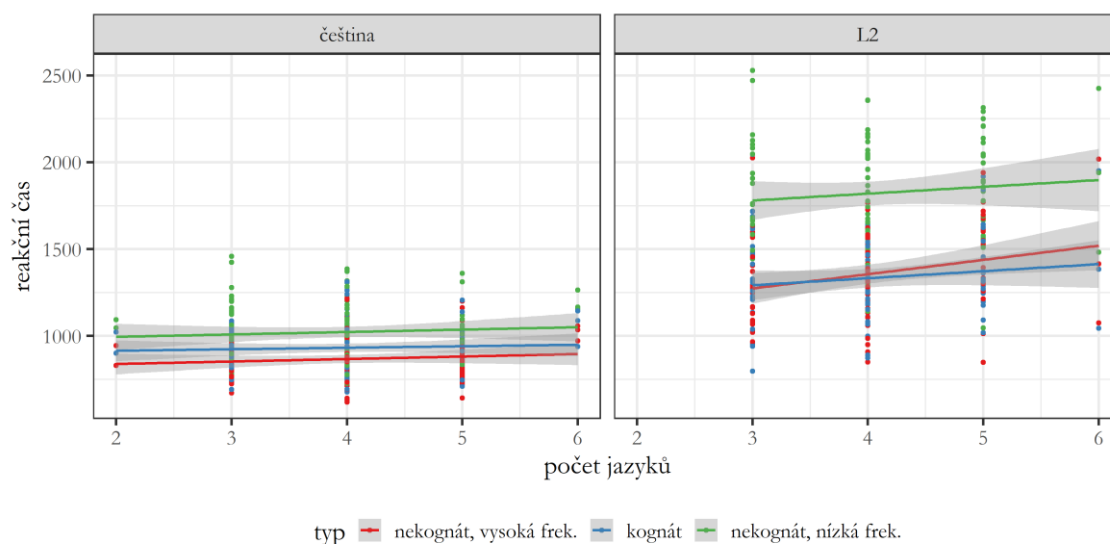 čeština
L2
2500
2000
1500
1000
reakční čas
2 3 4 5 6
2 3 4 5 6
počet jazyků
typ nekognát, vysoká frek. kognát nekognát, nízká frek.